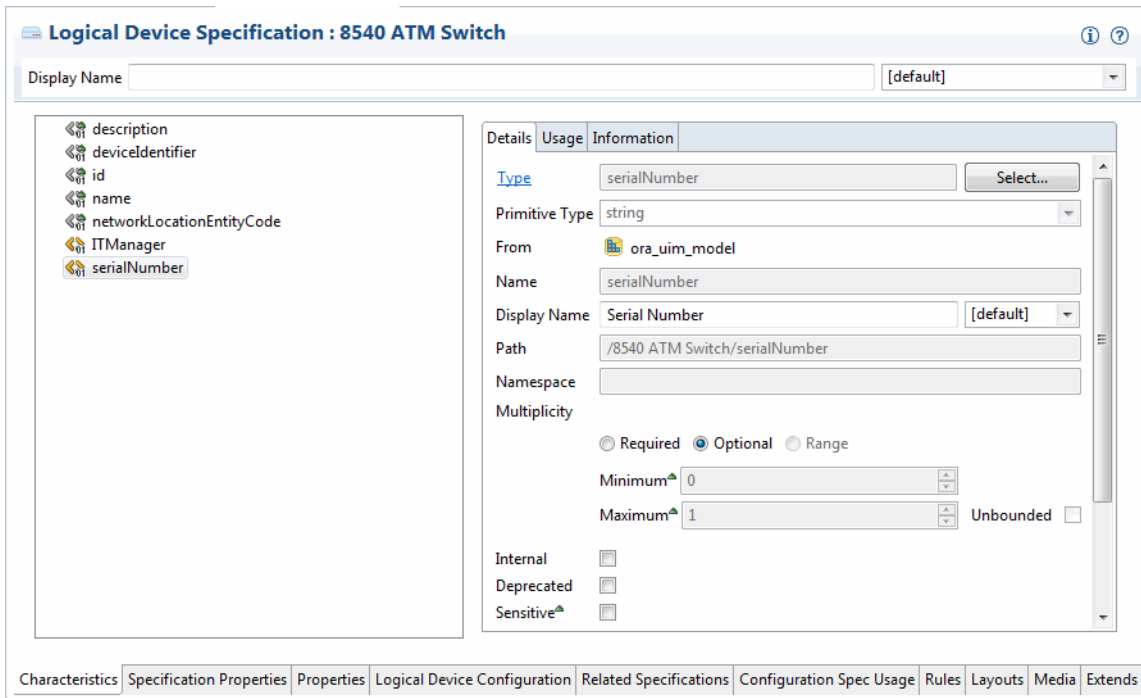 Logical Device Specification : 8540 ATM Switch
Display Name [default]
description
deviceIdentifier
id
name
networkLocationEntityCode
ITManager
serialNumber
Details Usage Information
Type serialNumber Select...
Primitive Type string
From ora_uim_model
Name serialNumber
Display Name Serial Number [default]
Path /8540 ATM Switch/serialNumber
Namespace
Multiplicity
Required Optional Range
Minimum 0
Maximum 1 Unbounded
Internal
Deprecated
Sensitive
Characteristics Specification Properties Properties Logical Device Configuration Related Specifications Configuration Spec Usage Rules Layouts Media Extends